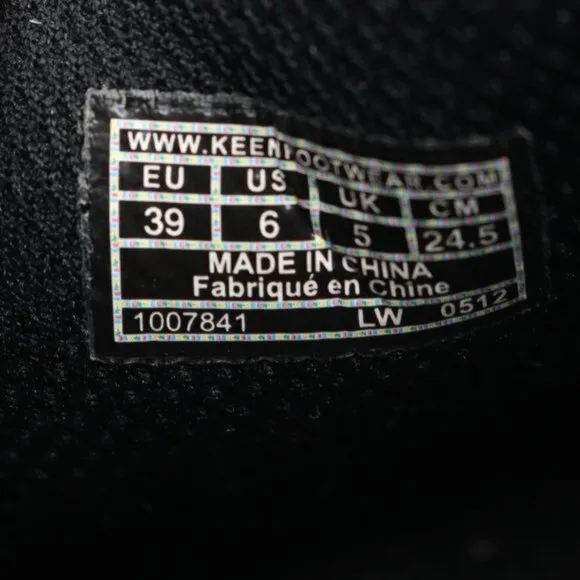 WWW.KEENFOOTWEAR.COM
EU US UK CM
39 6 5 24.5
MADE IN CHINA
Fabriqué en Chine
1007841 LW 0512